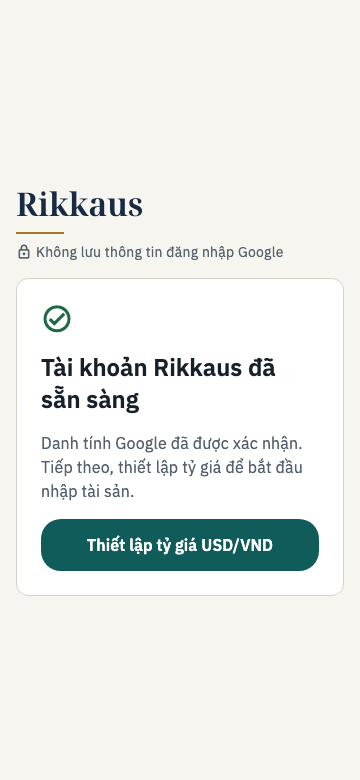 Rikkaus
Không lưu thông tin đăng nhập Google
Tài khoản Rikkaus đã
sẵn sàng
Danh tính Google đã được xác nhận.
Tiếp theo, thiết lập tỷ giá để bắt đầu
nhập tài sản.
Thiết lập tỷ giá USD/VND